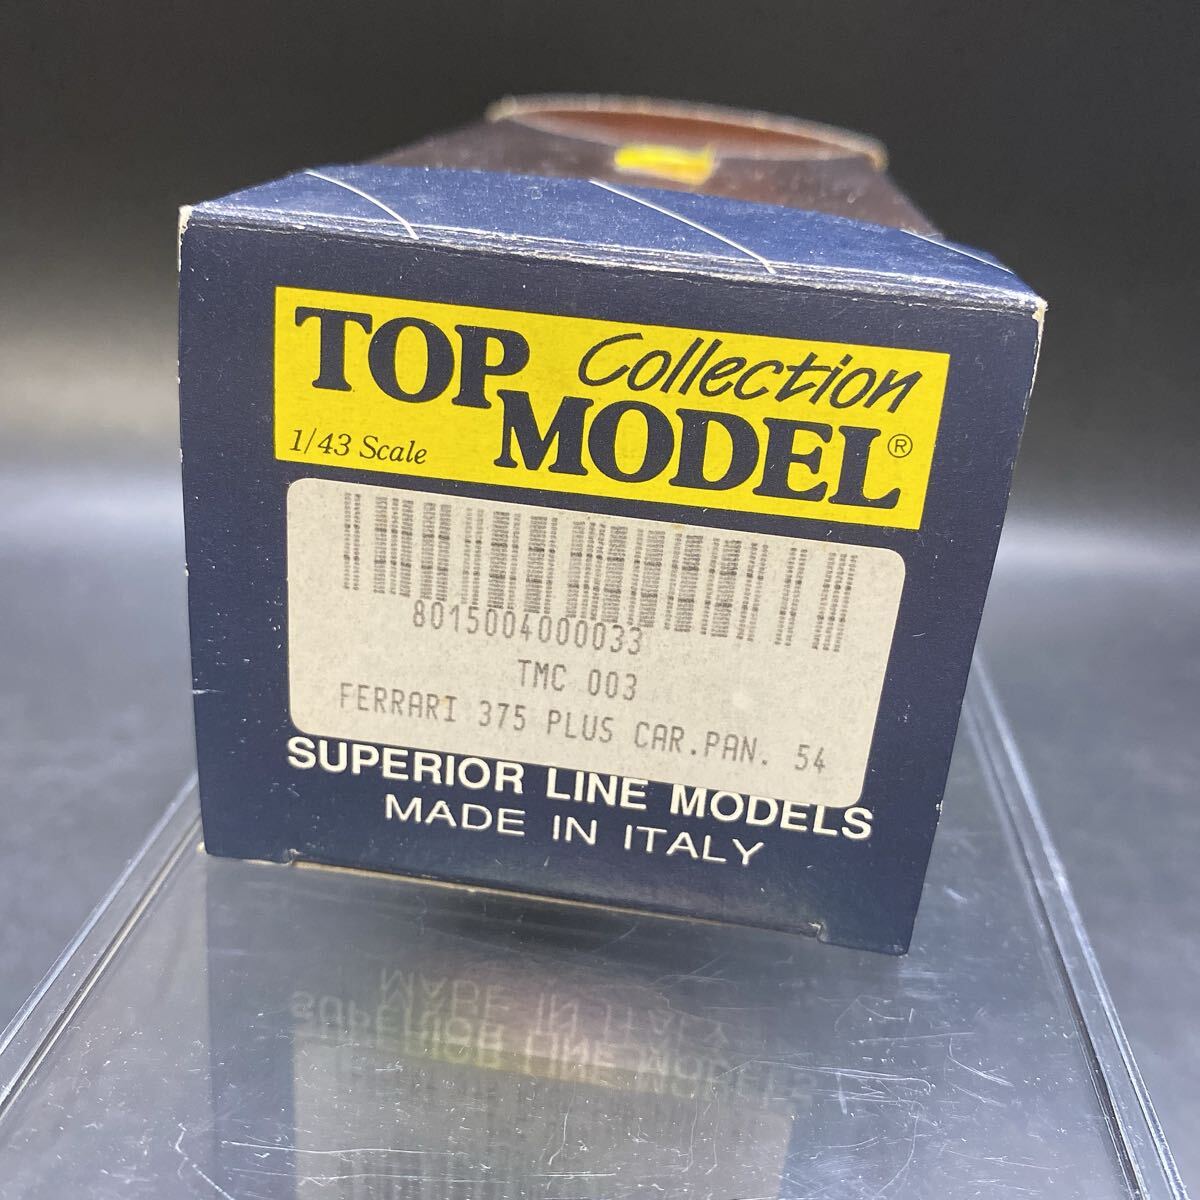 TOP Collection
1/43 Scale MODEL®
8015004000033
TMC 003
FERRARI 375 PLUS CAR.PAN. 54
SUPERIOR LINE MODELS
MADE IN ITALY